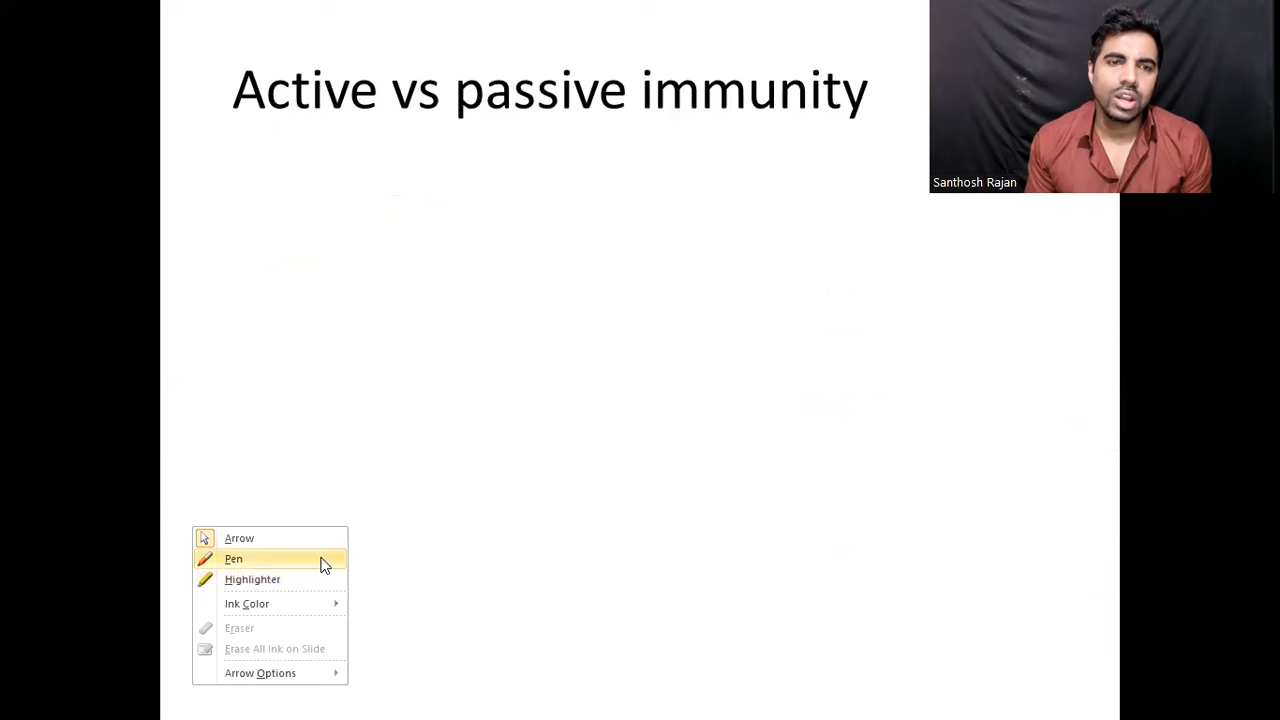 Active vs passive immunity
Santhosh Rajan
Arrow
Pen
Highlighter
Ink Color
Eraser
Erase All Ink on Slide
Arrow Options